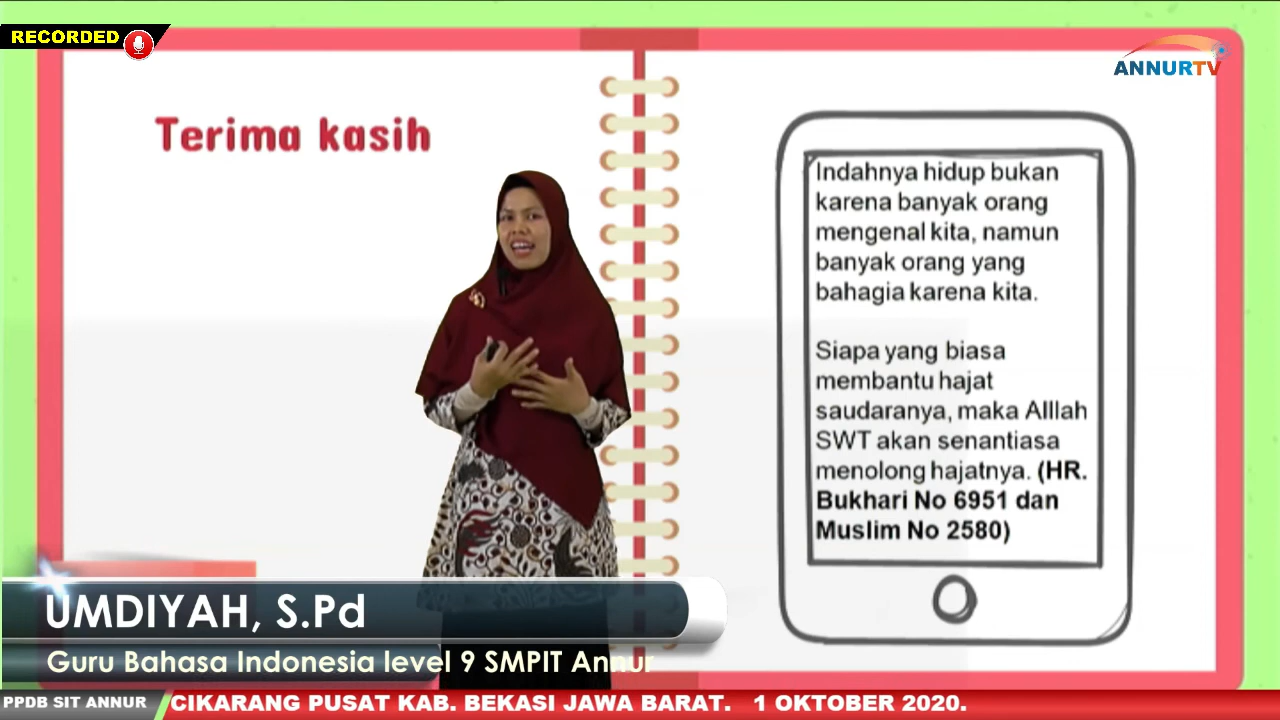 RECORDED
ANNURTV
Terima kasih
Indahnya hidup bukan
karena banyak orang
mengenal kita, namun
banyak orang yang
bahagia karena kita.
Siapa yang biasa
membantu hajat
saudaranya, maka Alllah
SWT akan senantiasa
menolong hajatnya. (HR.
Bukhari No 6951 dan
Muslim No 2580)
UMDIYAH, S.Pd
Guru Bahasa Indonesia level 9 SMPIT Annur
PPDB SIT ANNUR
CIKARANG PUSAT KAB. BEKASI JAWA BARAT. 1 OKTOBER 2020.